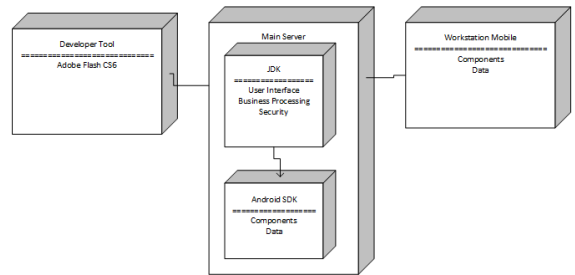 Developer Tool
=============================
Adobe Flash CS6
Main Server
JDK
==================
User Interface
Business Processing
Security
Android SDK
===================
Components
Data
Workstation Mobile
=============================
Components
Data